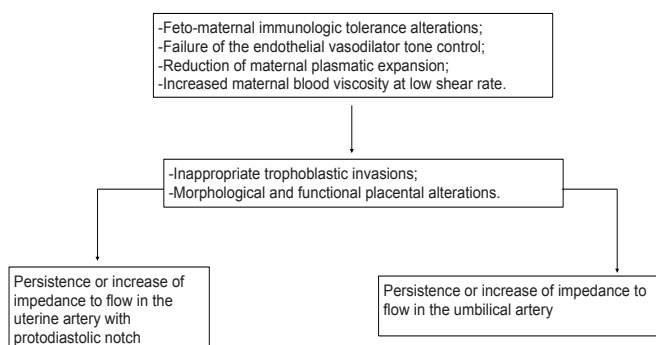 -Feto-maternal immunologic tolerance alterations;
-Failure of the endothelial vasodilator tone control;
-Reduction of maternal plasmatic expansion;
-Increased maternal blood viscosity at low shear rate.
-Inappropriate trophoblastic invasions;
-Morphological and functional placental alterations.
Persistence or increase of
impedance to flow in the
uterine artery with
protodiastolic notch
Persistence or increase of impedance to
flow in the umbilical artery